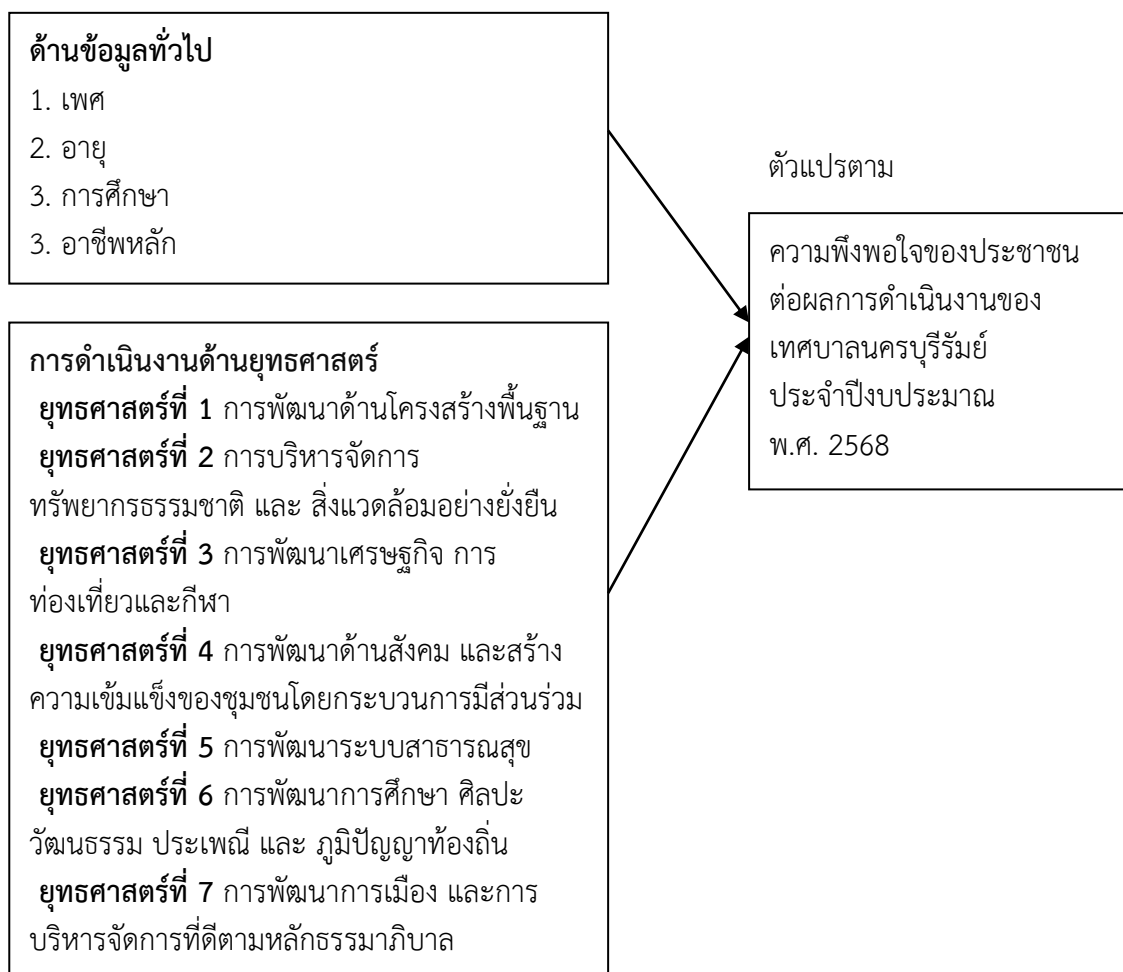 ด้านข้อมูลทั่วไป
1. เพศ
2. อายุ
3. การศึกษา
3. อาชีพหลัก
การดำเนินงานด้านยุทธศาสตร์
ยุทธศาสตร์ที่ 1 การพัฒนาด้านโครงสร้างพื้นฐาน
ยุทธศาสตร์ที่ 2 การบริหารจัดการ
ทรัพยากรธรรมชาติ และ สิ่งแวดล้อมอย่างยั่งยืน
ยุทธศาสตร์ที่ 3 การพัฒนาเศรษฐกิจ การ
ท่องเที่ยวและกีฬา
ยุทธศาสตร์ที่ 4 การพัฒนาด้านสังคม และสร้าง
ความเข้มแข็งของชุมชนโดยกระบวนการมีส่วนร่วม
ยุทธศาสตร์ที่ 5 การพัฒนาระบบสาธารณสุข
ยุทธศาสตร์ที่ 6 การพัฒนาการศึกษา ศิลปะ
วัฒนธรรม ประเพณี และ ภูมิปัญญาท้องถิ่น
ยุทธศาสตร์ที่ 7 การพัฒนาการเมือง และการ
บริหารจัดการที่ดีตามหลักธรรมาภิบาล
ตัวแปรตาม
ความพึงพอใจของประชาชน
ต่อผลการดำเนินงานของ
เทศบาลนครบุรีรัมย์
ประจำปีงบประมาณ
พ.ศ. 2568